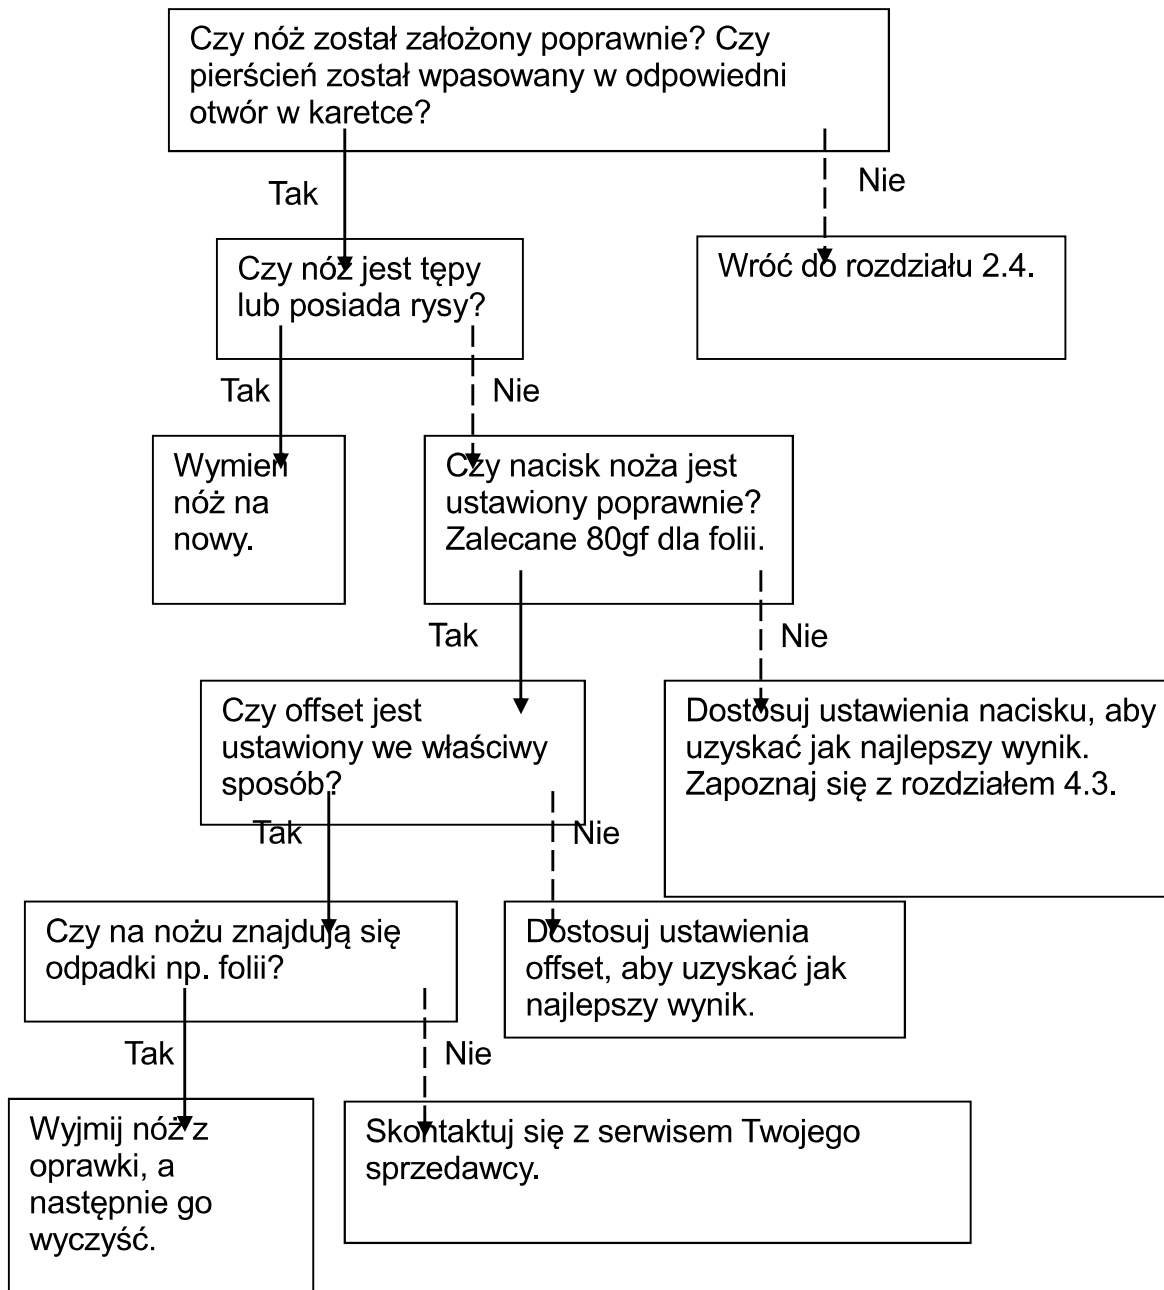 Czy nóż został założony poprawnie? Czy
pierścień został wpasowany w odpowiedni
otwór w karetce?
Tak
Nie
Czy nóż jest tępy
lub posiada rysy?
Wróć do rozdziału 2.4.
Tak
Nie
Wymień
nóż na
nowy.
Czy nacisk noża jest
ustawiony poprawnie?
Zalecane 80gf dla folii.
Tak
Nie
Czy offset jest
ustawiony we właściwy
sposób?
Dostosuj ustawienia nacisku, aby
uzyskać jak najlepszy wynik.
Zapoznaj się z rozdziałem 4.3.
Tak
Nie
Czy na nożu znajdują się
odpadki np. folii?
Dostosuj ustawienia
offset, aby uzyskać jak
najlepszy wynik.
Tak
Nie
Wyjmij nóż z
oprawki, a
następnie go
wyczyść.
Skontaktuj się z serwisem Twojego
sprzedawcy.